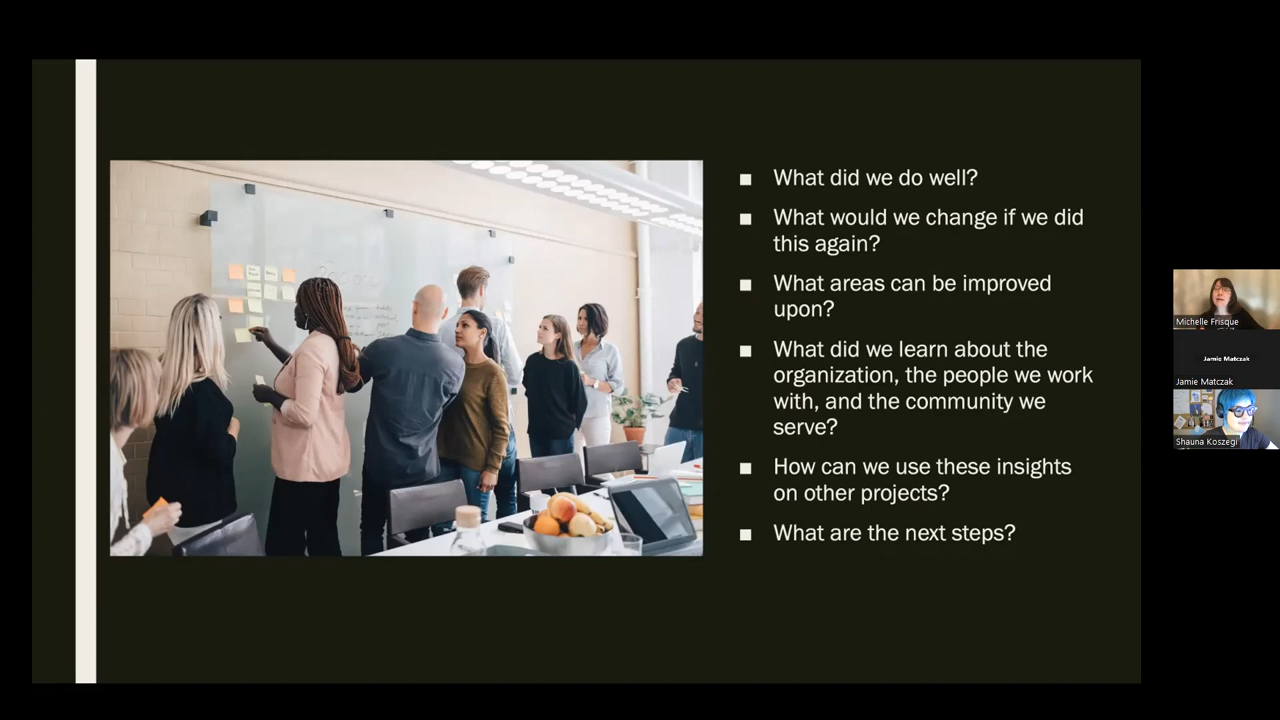 What did we do well?
What would we change if we did
this again?
What areas can be improved
upon?
What did we learn about the
organization, the people we work
with, and the community we
serve?
How can we use these insights
on other projects?
What are the next steps?
Michelle Frisque
Jamie Matczak
Jamie Matczak
Shauna Koszegi